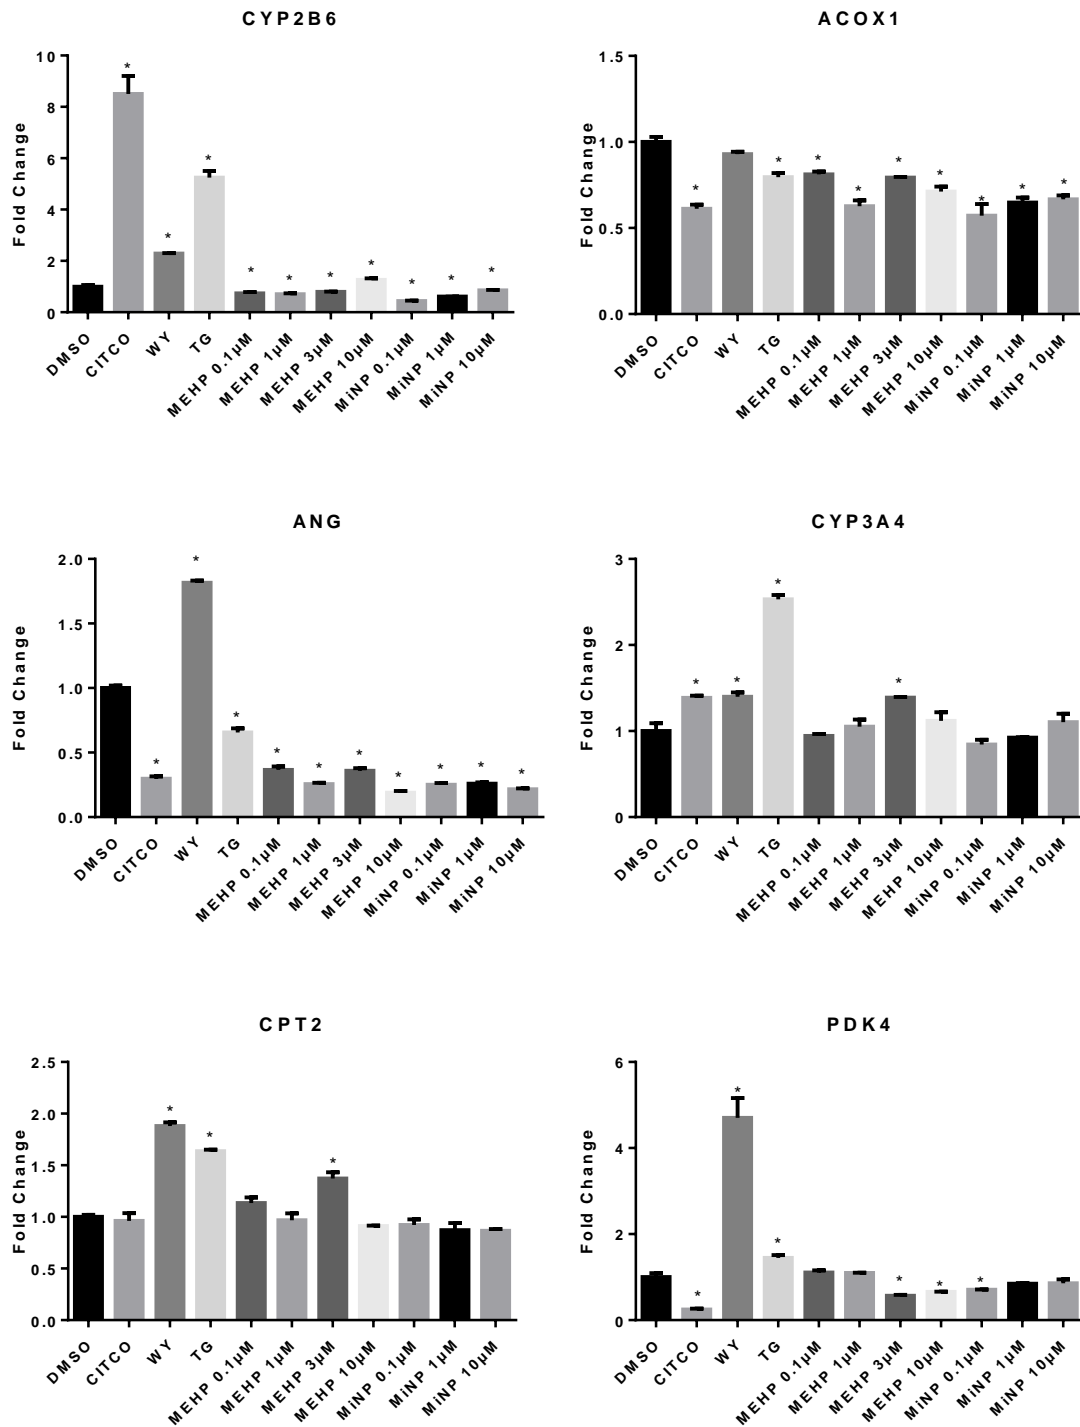 CYP2B6
Fold Change
10
8
6
4
2
0
*
*
*
*
*
*
*
*
*
*
DMSO
CITCO
WY
TG
MEHP 0.1µM
MEHP 1µM
MEHP 3µM
MEHP 10µM
MiNP 0.1µM
MiNP 1µM
MiNP 10µM
ACOX1
Fold Change
1.5
1.0
0.5
0.0
*
*
*
*
*
*
*
*
*
DMSO
CITCO
WY
TG
MEHP 0.1µM
MEHP 1µM
MEHP 3µM
MEHP 10µM
MiNP 0.1µM
MiNP 1µM
MiNP 10µM
ANG
Fold Change
2.0
1.5
1.0
0.5
0.0
*
*
*
*
*
*
*
*
*
*
DMSO
CITCO
WY
TG
MEHP 0.1µM
MEHP 1µM
MEHP 3µM
MEHP 10µM
MiNP 0.1µM
MiNP 1µM
MiNP 10µM
CYP3A4
Fold Change
3
2
1
0
*
*
*
*
DMSO
CITCO
WY
TG
MEHP 0.1µM
MEHP 1µM
MEHP 3µM
MEHP 10µM
MiNP 0.1µM
MiNP 1µM
MiNP 10µM
CPT2
Fold Change
2.5
2.0
1.5
1.0
0.5
0.0
*
*
*
DMSO
CITCO
WY
TG
MEHP 0.1µM
MEHP 1µM
MEHP 3µM
MEHP 10µM
MiNP 0.1µM
MiNP 1µM
MiNP 10µM
PDK4
Fold Change
6
4
2
0
*
*
*
*
*
*
DMSO
CITCO
WY
TG
MEHP 0.1µM
MEHP 1µM
MEHP 3µM
MEHP 10µM
MiNP 0.1µM
MiNP 1µM
MiNP 10µM